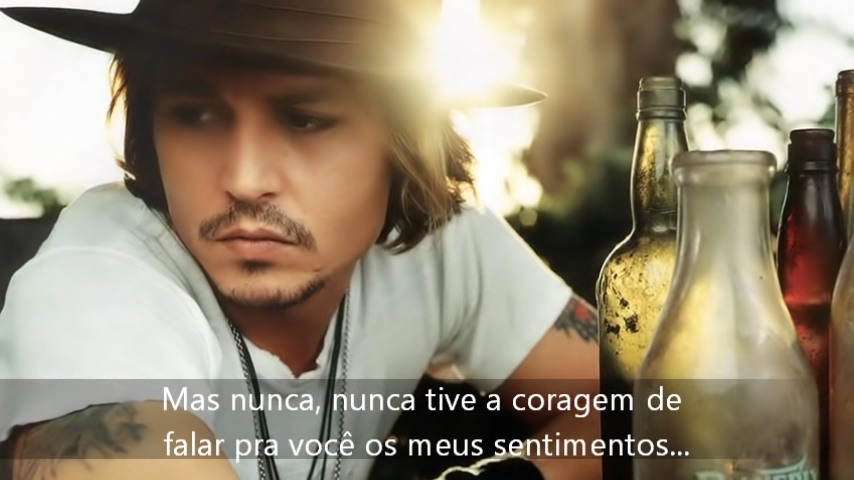 Mas nunca, nunca tive a coragem de
falar pra você os meus sentimentos...